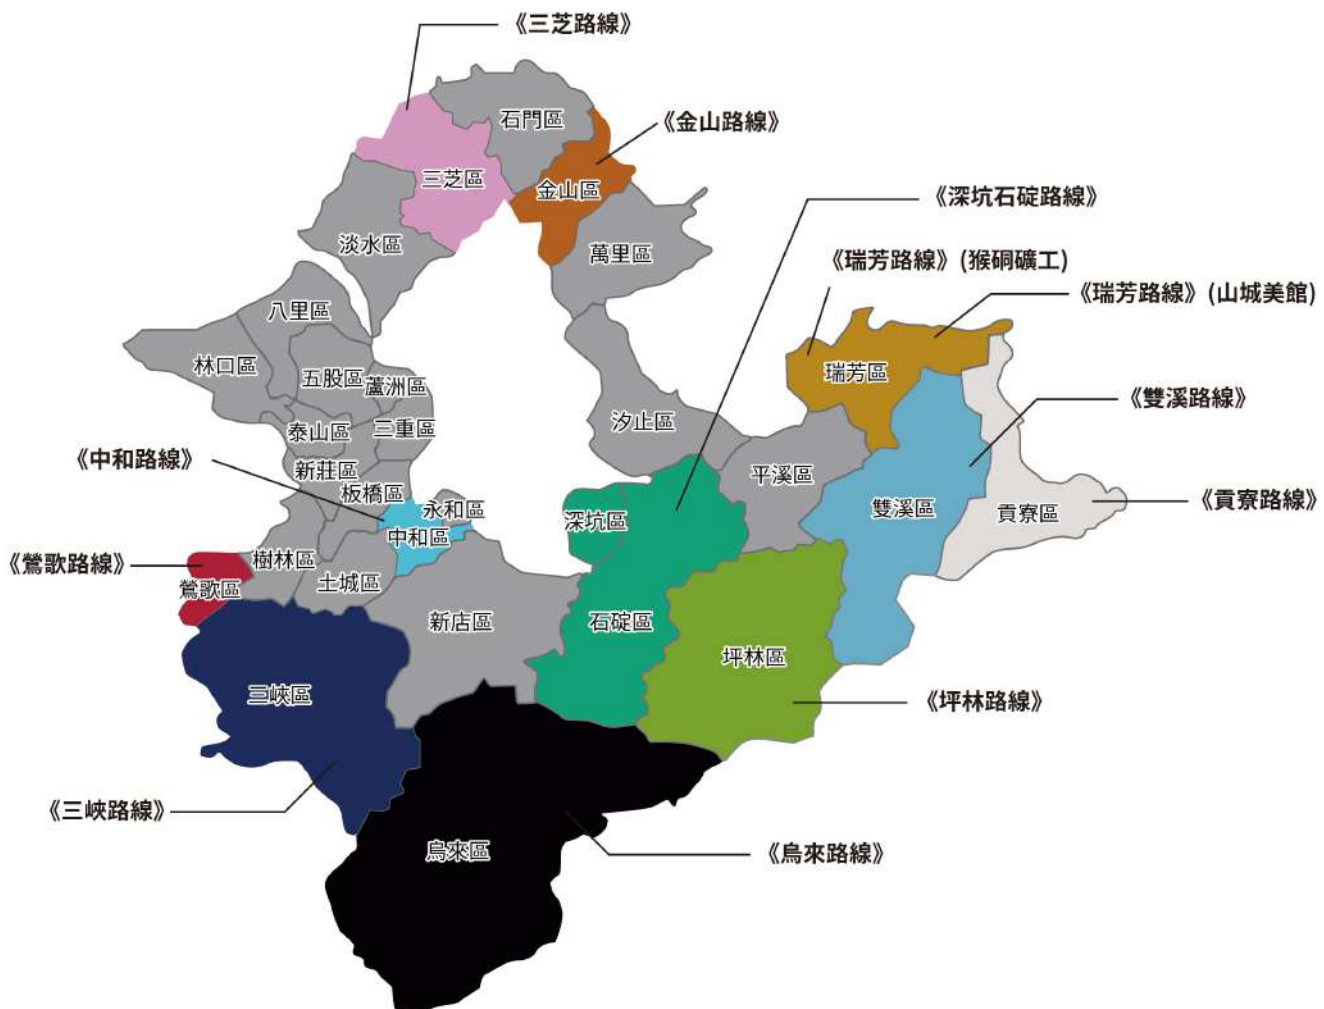 《三芝路線》
石門區
《金山路線》
三芝區
金山區
《深坑石碇路線》
淡水區
萬里區
《瑞芳路線》(猴硐礦工)
《瑞芳路線》(山城美館)
八里區
林口區
五股區
蘆洲區
瑞芳區
《雙溪路線》
泰山區
三重區
汐止區
《中和路線》
新莊區
板橋區
平溪區
永和區
中和區
深坑區
雙溪區
貢寮區
《貢寮路線》
《鶯歌路線》
樹林區
土城區
鶯歌區
新店區
石碇區
坪林區
三峽區
《坪林路線》
《三峽路線》
烏來區
《烏來路線》